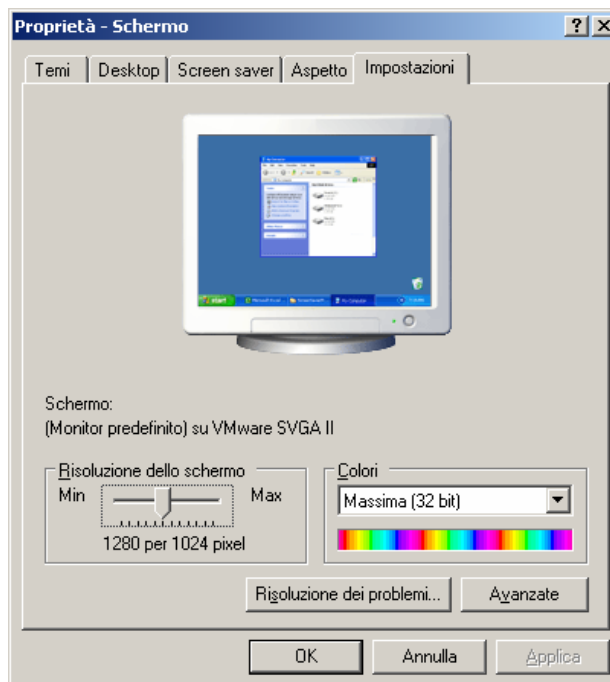 Proprietà - Schermo
Temi Desktop Screen saver Aspetto Impostazioni
start
Schermo:
(Monitor predefinito) su VMware SVGA II
Risoluzione dello schermo
Min Max
1280 per 1024 pixel
Colori
Massima (32 bit)
Risoluzione dei problemi... Avanzate
OK Annulla Applica